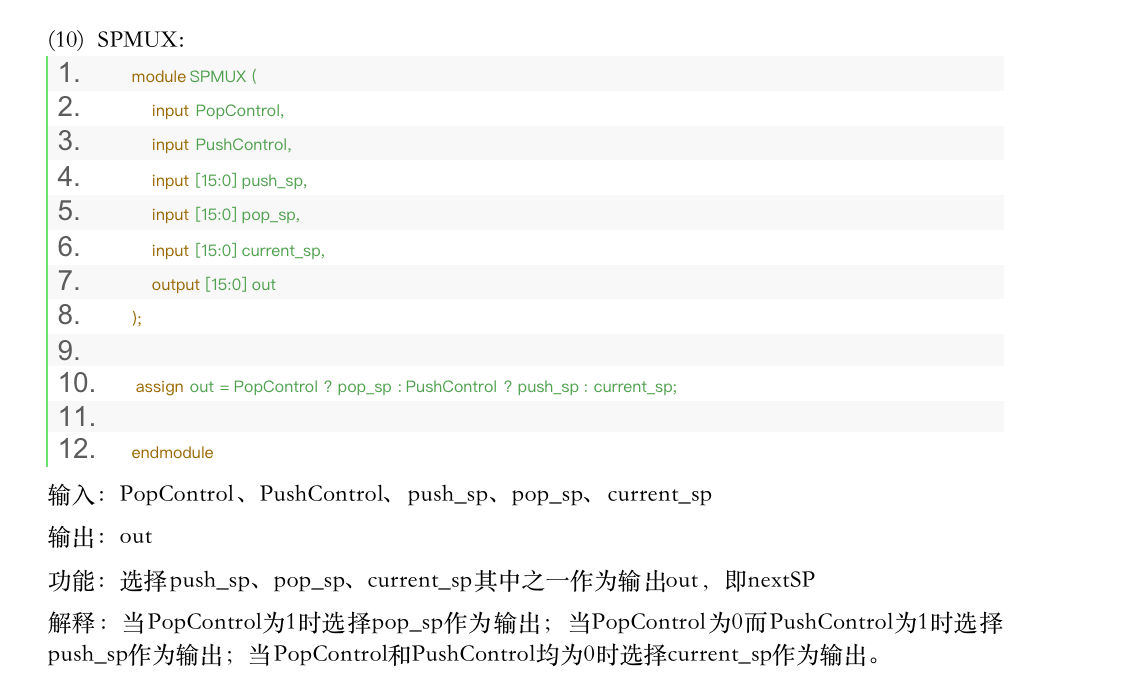 (10) SPMUX:
1. module SPMUX (
2. input PopControl,
3. input PushControl,
4. input [15:0] push_sp,
5. input [15:0] pop_sp,
6. input [15:0] current_sp,
7. output [15:0] out
8. );
9.
10. assign out = PopControl ? pop_sp : PushControl ? push_sp : current_sp;
11.
12. endmodule
输入：PopControl、PushControl、push_sp、pop_sp、current_sp
输出：out
功能：选择push_sp、pop_sp、current_sp其中之一作为输出out，即nextSP
解释：当PopControl为1时选择pop_sp作为输出；当PopControl为0而PushControl为1时选择
push_sp作为输出；当PopControl和PushControl均为0时选择current_sp作为输出。